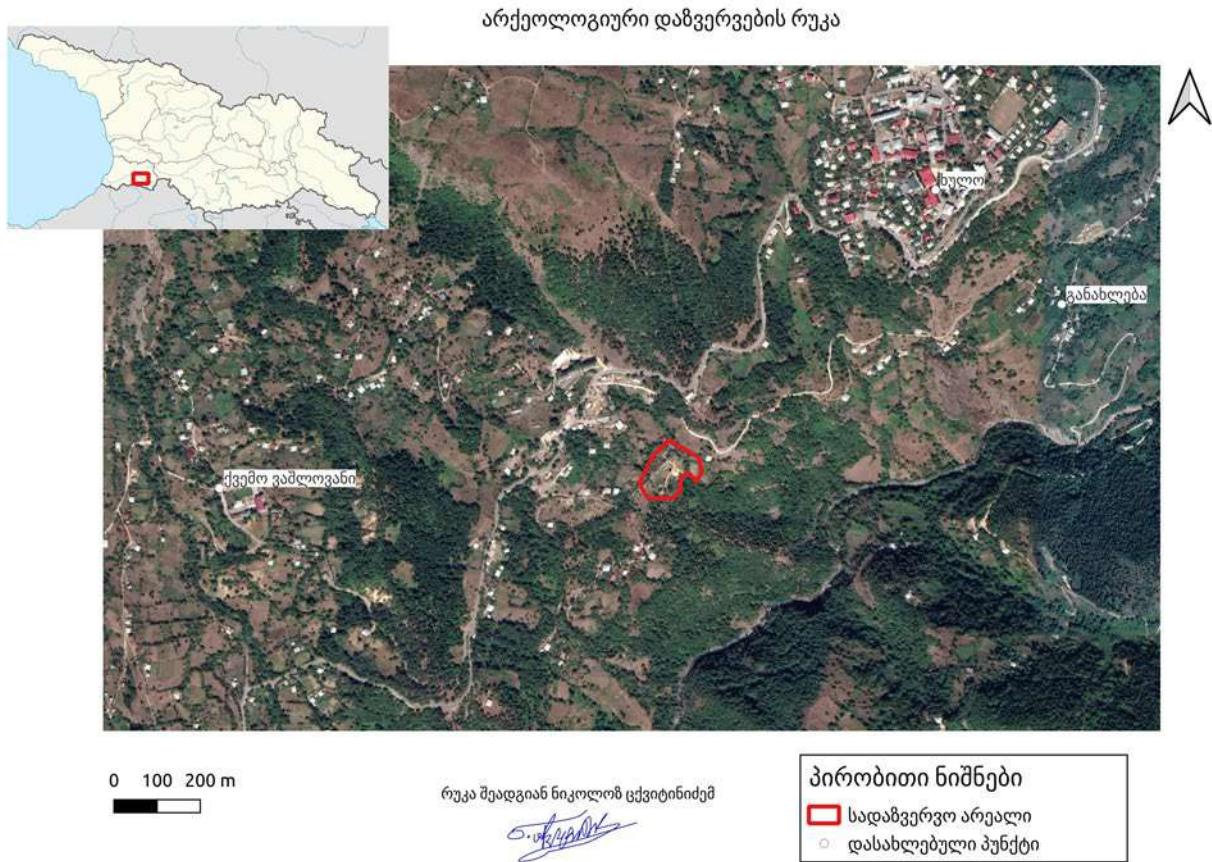 არქეოლოგიური დაზვერვების რუკა
ხულო
განახლება
ქვემო ვაშლოვანი
0 100 200 m
რუკა შეადგიან ნიკოლოზ ცქვიტინიძემ
პირობითი ნიშნები
სადაზვერვო არეალი
დასახლებული პუნქტი